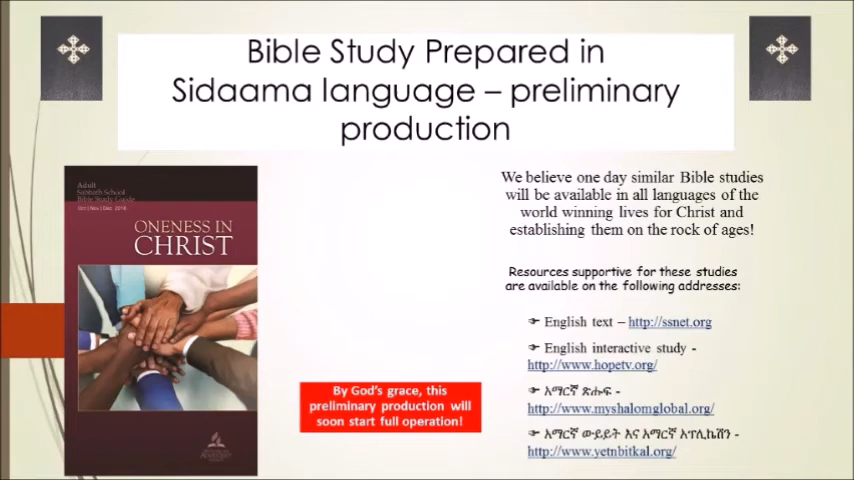 Bible Study Prepared in
Sidaama language – preliminary
production
Adult
Sabbath School
Bible Study Guide
Oct | Nov | Dec 2018
ONENESS IN
CHRIST
By God's grace, this
preliminary production will
soon start full operation!
We believe one day similar Bible studies
will be available in all languages of the
world winning lives for Christ and
establishing them on the rock of ages!
Resources supportive for these studies
are available on the following addresses:
☞ English text – http://ssnet.org
☞ English interactive study -
http://www.hopetv.org/
☞ አማርኛ ጽሑፍ -
http://www.myshalomglobal.org/
☞ አማርኛ ውይይት እና አማርኛ አፕሊኬሽን -
http://www.yetnbitkal.org/